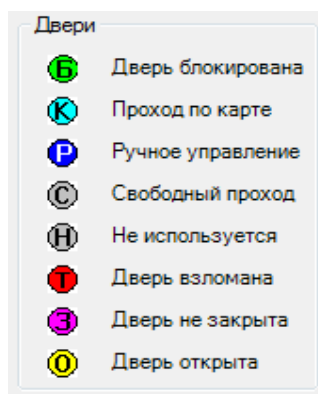 Двери
Б Дверь блокирована
К Проход по карте
Р Ручное управление
С Свободный проход
Н Не используется
Т Дверь взломана
З Дверь не закрыта
О Дверь открыта